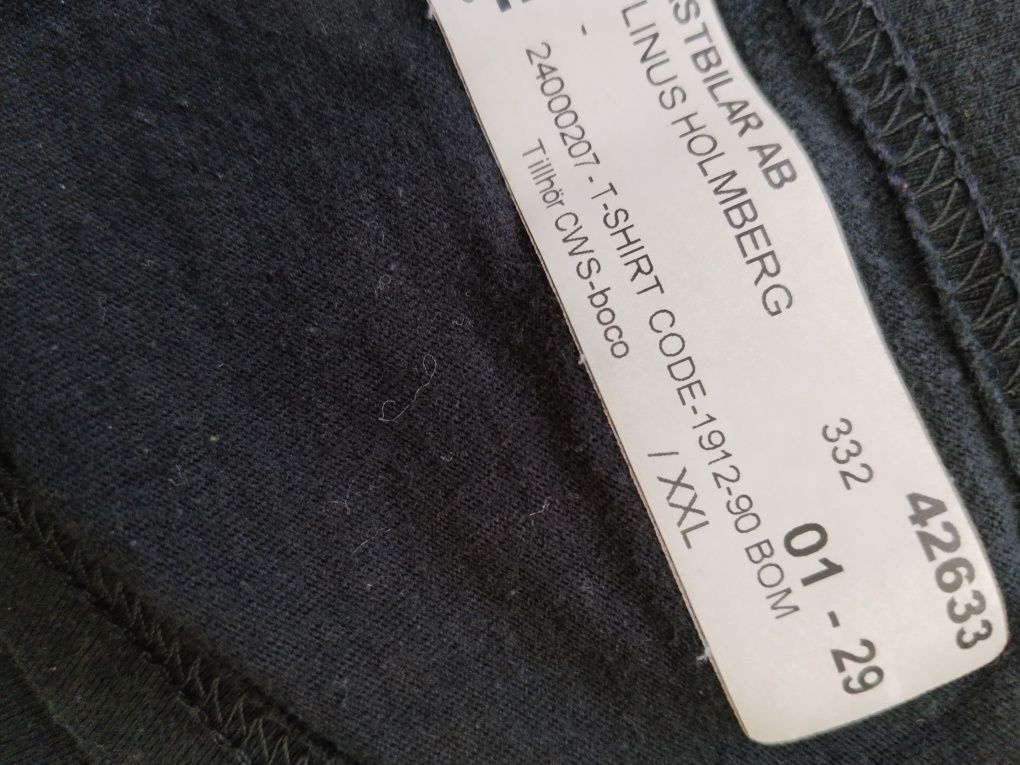 42633
STBILAR AB
LINUS HOLMBERG 332
- 01 - 29
24000207 - T-SHIRT CODE-1912-90 BOM
Tillhör CWS-boco / XXL